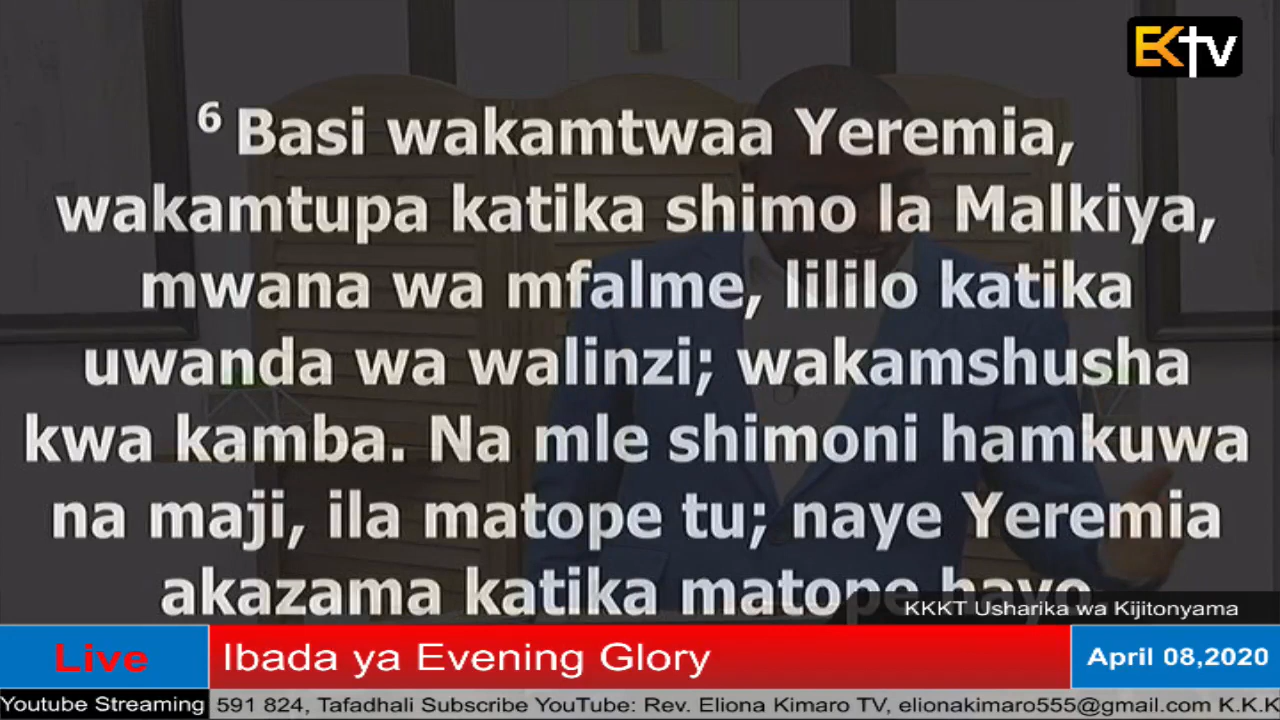 EKTV
6 Basi wakamtwaa Yeremia,
wakamtupa katika shimo la Malkiya,
mwana wa mfalme, lililo katika
uwanda wa walinzi; wakamshusha
kwa kamba. Na mle shimoni hamkuwa
na maji, ila matope tu; naye Yeremia
akazama katika matope hayo.
KKKT Usharika wa Kijitonyama
Live Ibada ya Evening Glory April 08,2020
Youtube Streaming 591 824, Tafadhali Subscribe YouTube: Rev. Eliona Kimaro TV, elionakimaro555@gmail.com K.K.K